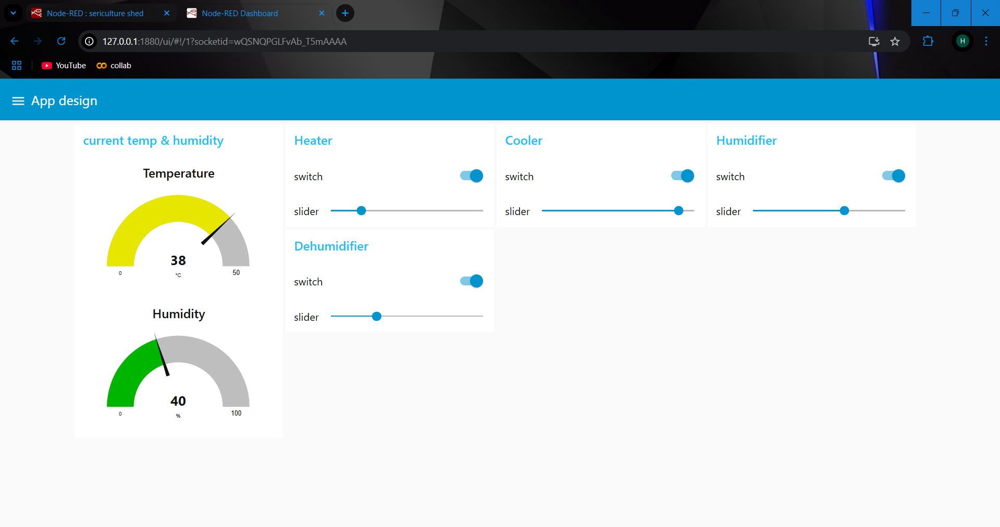 Node-RED : sericulture shed
Node-RED Dashboard
127.0.0.1:1880/ui/#!/1?socketid=wQSNQPGLFvAb_T5mAAAA
H
YouTube
collab
App design
current temp & humidity
Temperature
38
°C
0
50
Humidity
40
%
0
100
Heater
switch
slider
Cooler
switch
slider
Humidifier
switch
slider
Dehumidifier
switch
slider